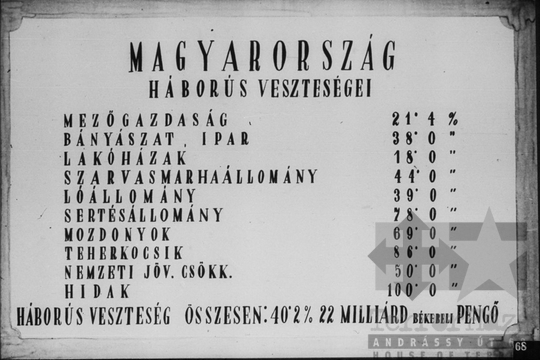 MAGYARORSZÁG
HÁBORÚS VESZTESÉGEI
MEZŐGAZDASÁG 21˙4 %
BÁNYÁSZAT, IPAR 38˙0 "
LAKÓHÁZAK 18˙0 "
SZARVASMARHAÁLLOMÁNY 44˙0 "
LÓÁLLOMÁNY 39˙0 "
SERTÉSÁLLOMÁNY 78˙0 "
MOZDONYOK 69˙0 "
TEHERKOCSIK 86˙0 "
NEMZETI JÖV. CSÖKK. 50˙0 "
HIDAK 100˙0 "
HÁBORÚS VESZTESÉG ÖSSZESEN: 40˙2% 22 MILLIÁRD BÉKEBELI PENGŐ
ANDRÁSSY ÚT
HOUSE OF
68